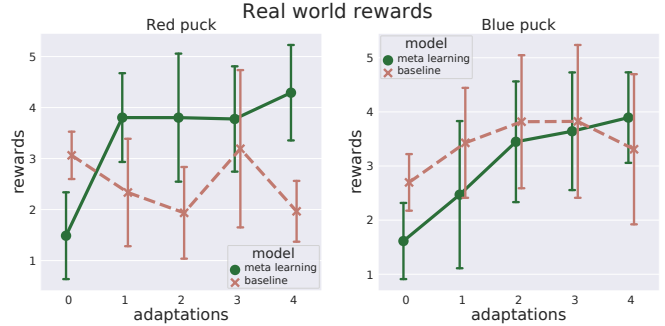 Real world rewards
Red puck
5
4
3
2
1
rewards
0 1 2 3 4
adaptations
model
meta learning
baseline
Blue puck
model
meta learning
baseline
5
4
3
2
1
rewards
0 1 2 3 4
adaptations